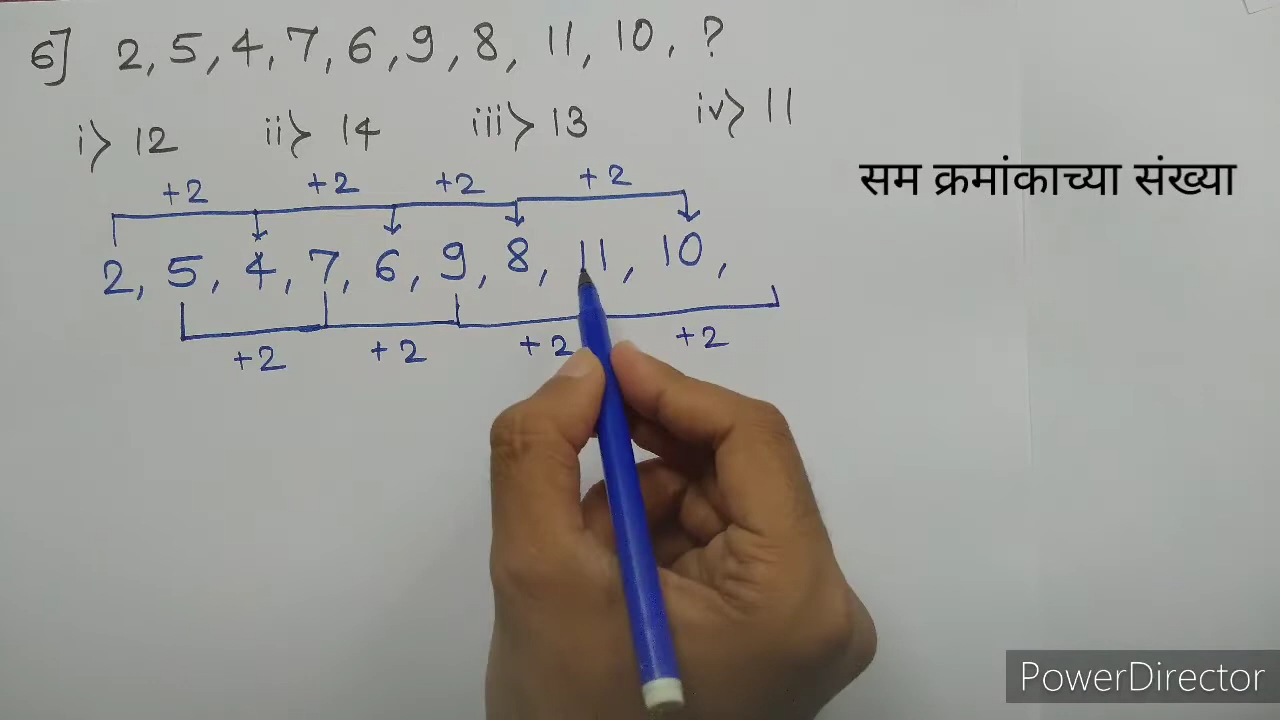 6] 2, 5, 4, 7, 6, 9, 8, 11, 10, ?
i> 12 ii> 14 iii> 13 iv> 11
सम क्रमांकाच्या संख्या
+2 +2 +2 +2
2, 5, 4, 7, 6, 9, 8, 11, 10,
+2 +2 +2 +2
PowerDirector